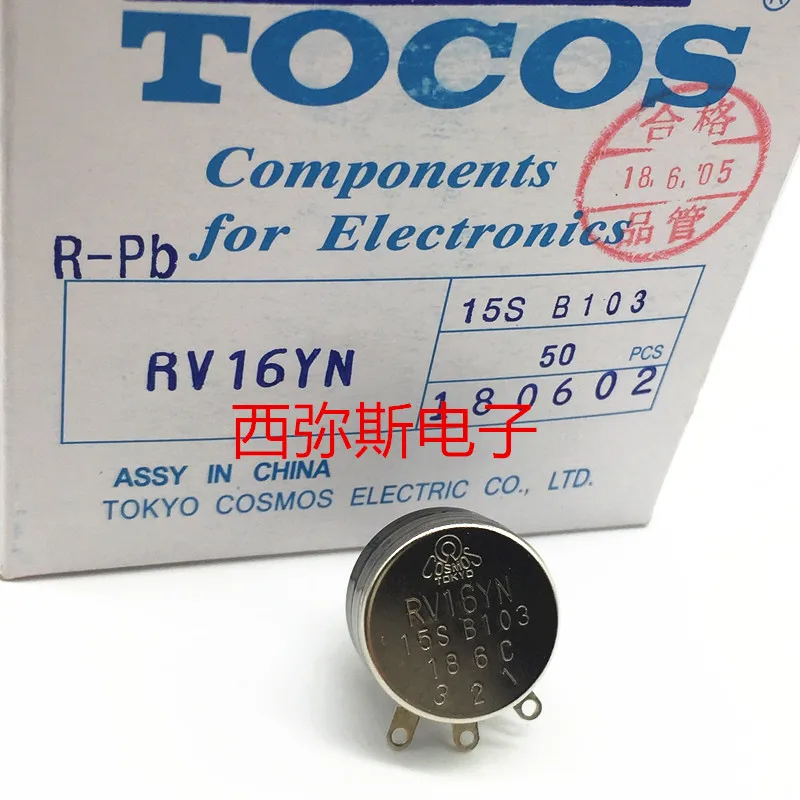 TOCOS
®
Components
for Electronics
合格
18.6.'05
品管
R-Pb
RV16YN
15S B103
50 PCS
180602
西弥斯电子
ASSY IN CHINA
TOKYO COSMOS ELECTRIC CO., LTD.
COSMOS
TOKYO
RV16YN
15S B103
186C
3 2 1